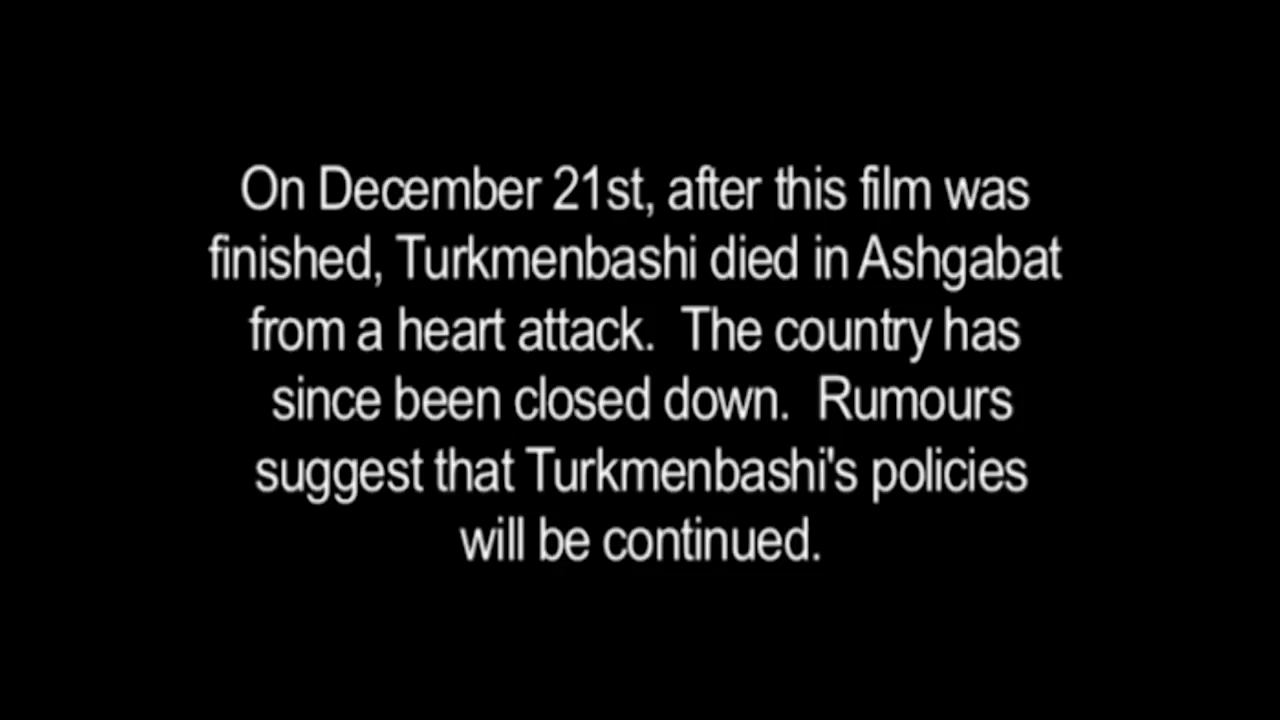 On December 21st, after this film was
finished, Turkmenbashi died in Ashgabat
from a heart attack.  The country has
since been closed down.  Rumours
suggest that Turkmenbashi's policies
will be continued.